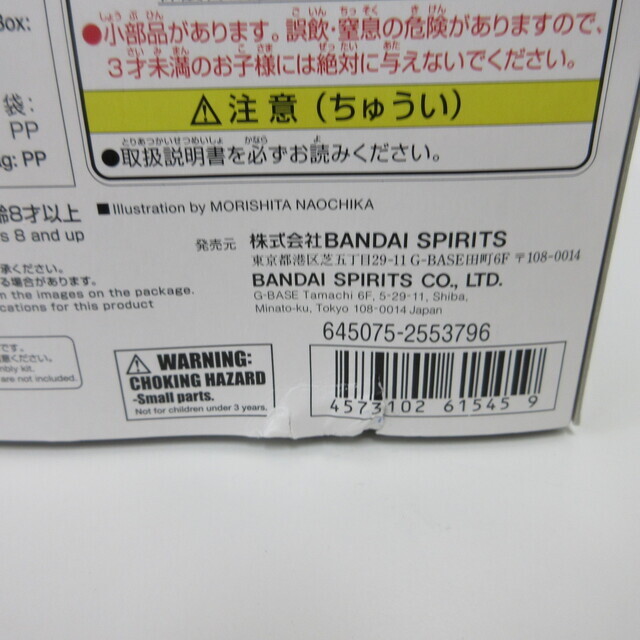 Box:
●小部品があります。誤飲・窒息の危険がありますので、
3才未満のお子様には絶対に与えないでください。
袋:
PP
ng: PP
⚠注意(ちゅうい)
●取扱説明書を必ずお読みください。
齢8才以上
s 8 and up
■Illustration by MORISHITA NAOCHIKA
承ください。
る場合があります。
m the images on the package.
cations for this product
発売元 株式会社BANDAI SPIRITS
東京都港区芝五丁目29-11 G-BASE田町6F 〒108-0014
BANDAI SPIRITS CO., LTD.
G-BASE Tamachi 6F, 5-29-11, Shiba,
Minato-ku, Tokyo 108-0014 Japan
645075-2553796
⚠WARNING:
CHOKING HAZARD
-Small parts.
Not for children under 3 years.
4573102 61545 9